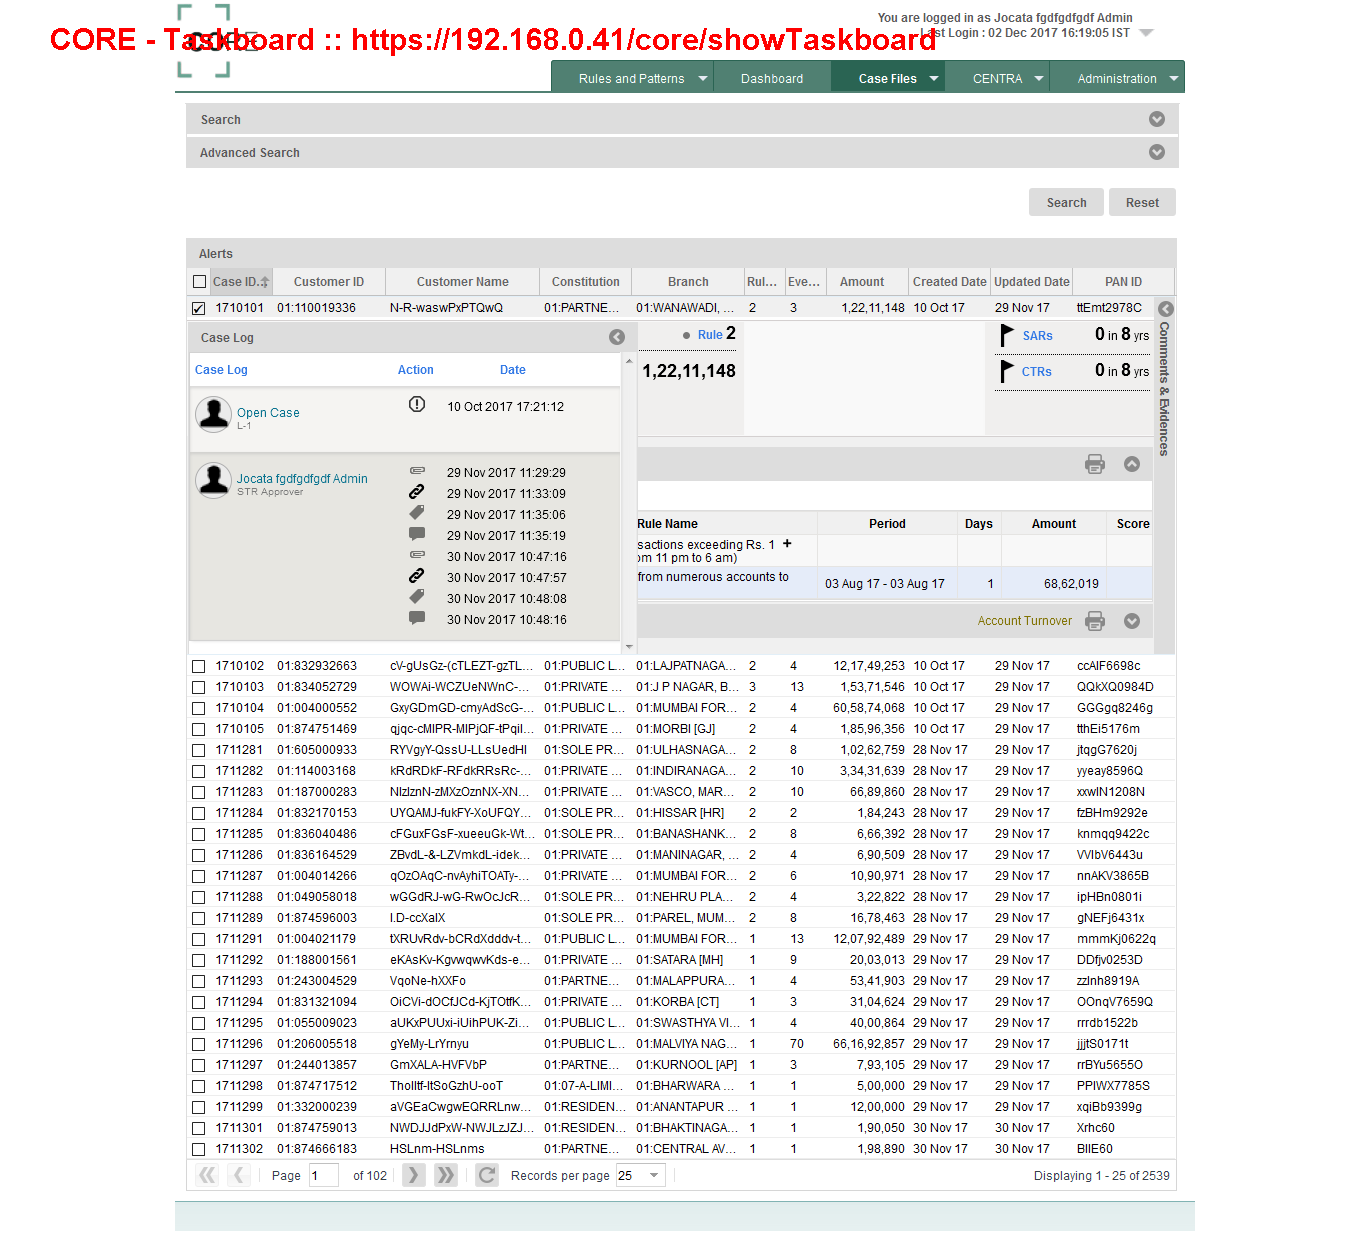 You are logged in as Jocata fgdfgdfgdf Admin
CORE - Taskboard :: https://192.168.0.41/core/showTaskboard
Last Login : 02 Dec 2017 16:19:05 IST
Rules and Patterns Dashboard Case Files CENTRA Administration
Search
Advanced Search
Search Reset
Alerts
Case ID. Customer ID Customer Name Constitution Branch Rul... Eve... Amount Created Date Updated Date PAN ID
1710101 01:110019336 N-R-waswPxPTQwQ 01:PARTNE... 01:WANAWADI, ... 2 3 1,22,11,148 10 Oct 17 29 Nov 17 ttEmt2978C
Case Log
Rule 2
1,22,11,148
SARs 0 in 8 yrs
CTRs 0 in 8 yrs
Comments & Evidences
Case Log Action Date
Open Case 10 Oct 2017 17:21:12
L-1
Jocata fgdfgdfgdf Admin
STR Approver
29 Nov 2017 11:29:29
29 Nov 2017 11:33:09
29 Nov 2017 11:35:06
29 Nov 2017 11:35:19
30 Nov 2017 10:47:16
30 Nov 2017 10:47:57
30 Nov 2017 10:48:08
30 Nov 2017 10:48:16
Rule Name Period Days Amount Score
sactions exceeding Rs. 1 +
om 11 pm to 6 am)
from numerous accounts to 03 Aug 17 - 03 Aug 17 1 68,62,019
Account Turnover
1710102 01:832932663 cV-gUsGz-(cTLEZT-gzTL... 01:PUBLIC L... 01:LAJPATNAGA... 2 4 12,17,49,253 10 Oct 17 29 Nov 17 ccAIF6698c
1710103 01:834052729 WOWAi-WCZUeNWnC-... 01:PRIVATE ... 01:J P NAGAR, B... 3 13 1,53,71,546 10 Oct 17 29 Nov 17 QQkXQ0984D
1710104 01:004000552 GxyGDmGD-cmyAdScG-... 01:PUBLIC L... 01:MUMBAI FOR... 2 4 60,58,74,068 10 Oct 17 29 Nov 17 GGGgq8246g
1710105 01:874751469 qjqc-cMIPR-MIPjQF-tPqiI... 01:PRIVATE ... 01:MORBI [GJ] 2 4 1,85,96,356 10 Oct 17 29 Nov 17 tthEi5176m
1711281 01:605000933 RYVgyY-QssU-LLsUedHI 01:SOLE PR... 01:ULHASNAGA... 2 8 1,02,62,759 28 Nov 17 29 Nov 17 jtqgG7620j
1711282 01:114003168 kRdRDkF-RFdkRRsRc-... 01:PRIVATE ... 01:INDIRANAGA... 2 10 3,34,31,639 28 Nov 17 29 Nov 17 yyeay8596Q
1711283 01:187000283 NIzIznN-zMXzOznNX-XN... 01:PRIVATE ... 01:VASCO, MAR... 2 10 66,89,860 28 Nov 17 29 Nov 17 xxwIN1208N
1711284 01:832170153 UYQAMJ-fukFY-XoUFQY... 01:SOLE PR... 01:HISSAR [HR] 2 2 1,84,243 28 Nov 17 29 Nov 17 fzBHm9292e
1711285 01:836040486 cFGuxFGsF-xueeuGk-Wt... 01:SOLE PR... 01:BANASHANK... 2 8 6,66,392 28 Nov 17 29 Nov 17 knmqq9422c
1711286 01:836164529 ZBvdL-&-LZVmkdL-idek... 01:PRIVATE ... 01:MANINAGAR, ... 2 4 6,90,509 28 Nov 17 29 Nov 17 VVIbV6443u
1711287 01:004014266 qOzOAqC-nvAyhiTOATy-... 01:PRIVATE ... 01:MUMBAI FOR... 2 6 10,90,971 28 Nov 17 29 Nov 17 nnAKV3865B
1711288 01:049058018 wGGdRJ-wG-RwOcJcR... 01:SOLE PR... 01:NEHRU PLA... 2 4 3,22,822 28 Nov 17 29 Nov 17 ipHBn0801i
1711289 01:874596003 I.D-ccXaIX 01:SOLE PR... 01:PAREL, MUM... 2 8 16,78,463 28 Nov 17 29 Nov 17 gNEFj6431x
1711291 01:004021179 tXRUvRdv-bCRdXdddv-t... 01:PUBLIC L... 01:MUMBAI FOR... 1 13 12,07,92,489 29 Nov 17 29 Nov 17 mmmKj0622q
1711292 01:188001561 eKAsKv-KgvwqwvKds-e... 01:PRIVATE ... 01:SATARA [MH] 1 9 20,03,013 29 Nov 17 29 Nov 17 DDfjv0253D
1711293 01:243004529 VqoNe-hXXFo 01:PARTNE... 01:MALAPPURA... 1 4 53,41,903 29 Nov 17 29 Nov 17 zzInh8919A
1711294 01:831321094 OiCVi-dOCfJCd-KjTOtfK... 01:PRIVATE ... 01:KORBA [CT] 1 3 31,04,624 29 Nov 17 29 Nov 17 OOnqV7659Q
1711295 01:055009023 aUKxPUUxi-iUihPUK-Zi... 01:PUBLIC L... 01:SWASTHYA VI... 1 4 40,00,864 29 Nov 17 29 Nov 17 rrrdb1522b
1711296 01:206005518 gYeMy-LrYrnyu 01:PUBLIC L... 01:MALVIYA NAG... 1 70 66,16,92,857 29 Nov 17 29 Nov 17 jjjtS0171t
1711297 01:244013857 GmXALA-HVFVbP 01:PARTNE... 01:KURNOOL [AP] 1 3 7,93,105 29 Nov 17 29 Nov 17 rrBYu5655O
1711298 01:874717512 ThoIItf-ItSoGzhU-ooT 01:07-A-LIMI... 01:BHARWARA ... 1 1 5,00,000 29 Nov 17 29 Nov 17 PPIWX7785S
1711299 01:332000239 aVGEaCwgwEQRRLnw... 01:RESIDEN... 01:ANANTAPUR ... 1 1 12,00,000 29 Nov 17 29 Nov 17 xqiBb9399g
1711301 01:874759013 NWDJJdPxW-NWJLzJZJ... 01:RESIDEN... 01:BHAKTINAGA... 1 1 1,90,050 30 Nov 17 30 Nov 17 Xrhc60
1711302 01:874666183 HSLnm-HSLnms 01:PARTNE... 01:CENTRAL AV... 1 1 1,98,890 30 Nov 17 30 Nov 17 BIIE60
Page 1 of 102 Records per page 25 Displaying 1 - 25 of 2539